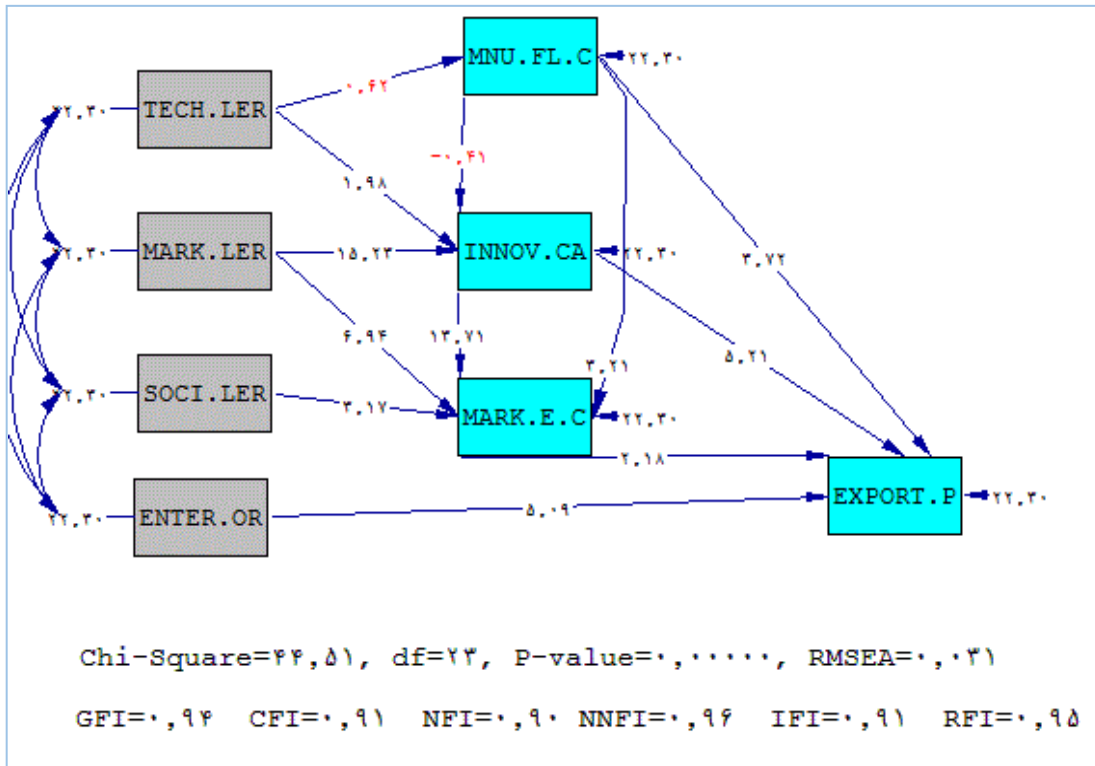 MNU.FL.C
۲۲,۳۰
۲۲,۳۰
TECH.LER
۰,۶۲
-۰,۴۱
۱,۹۸
۲۲,۳۰
MARK.LER
۱۵,۲۳
INNOV.CA
۲۲,۳۰
۳,۷۲
۶,۹۴
۱۳,۷۱
۳,۲۱
۵,۲۱
۲۲,۳۰
SOCI.LER
۳,۱۷
MARK.E.C
۲۲,۳۰
۲,۱۸
۲۲,۳۰
ENTER.OR
۵,۰۹
EXPORT.P
۲۲,۳۰
Chi-Square=۴۴,۵۱, df=۲۳, P-value=۰,۰۰۰۰۰, RMSEA=۰,۰۳۱
GFI=۰,۹۴ CFI=۰,۹۱ NFI=۰,۹۰ NNFI=۰,۹۶ IFI=۰,۹۱ RFI=۰,۹۵